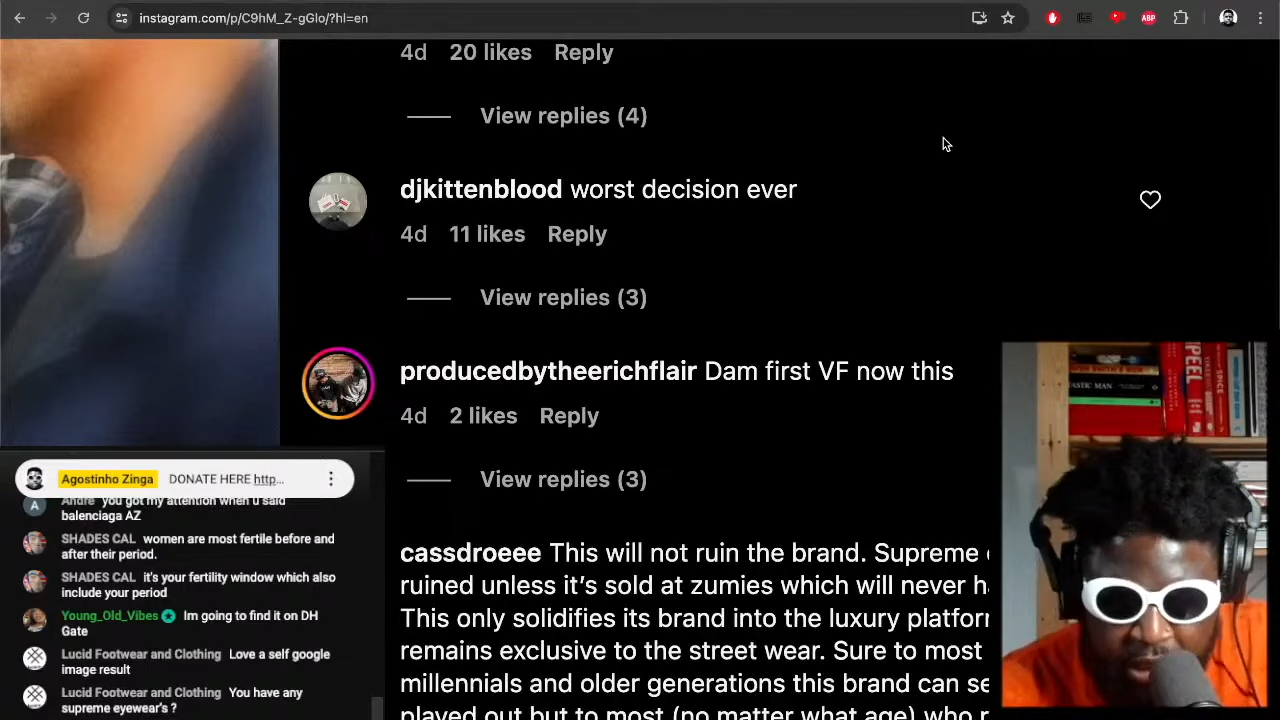 instagram.com/p/C9hM_Z-gGlo/?hl=en
ABP
4d 20 likes Reply
View replies (4)
djkittenblood worst decision ever
4d 11 likes Reply
View replies (3)
producedbytheerichflair Dam first VF now this
4d 2 likes Reply
View replies (3)
cassdroeee This will not ruin the brand. Supreme
ruined unless it's sold at zumies which will never
This only solidifies its brand into the luxury
remains exclusive to the street wear. Sure to most
millennials and older generations this brand can
played out but to most (no matter what age) who
Agostinho Zinga DONATE HERE http...
A
Andre you got my attention when u said
balenciaga AZ
SHADES CAL women are most fertile before and
after their period.
SHADES CAL it's your fertility window which also
include your period
Young_Old_Vibes Im going to find it on DH
Gate
Lucid Footwear and Clothing Love a self google
image result
Lucid Footwear and Clothing You have any
supreme eyewear's ?
SPICE